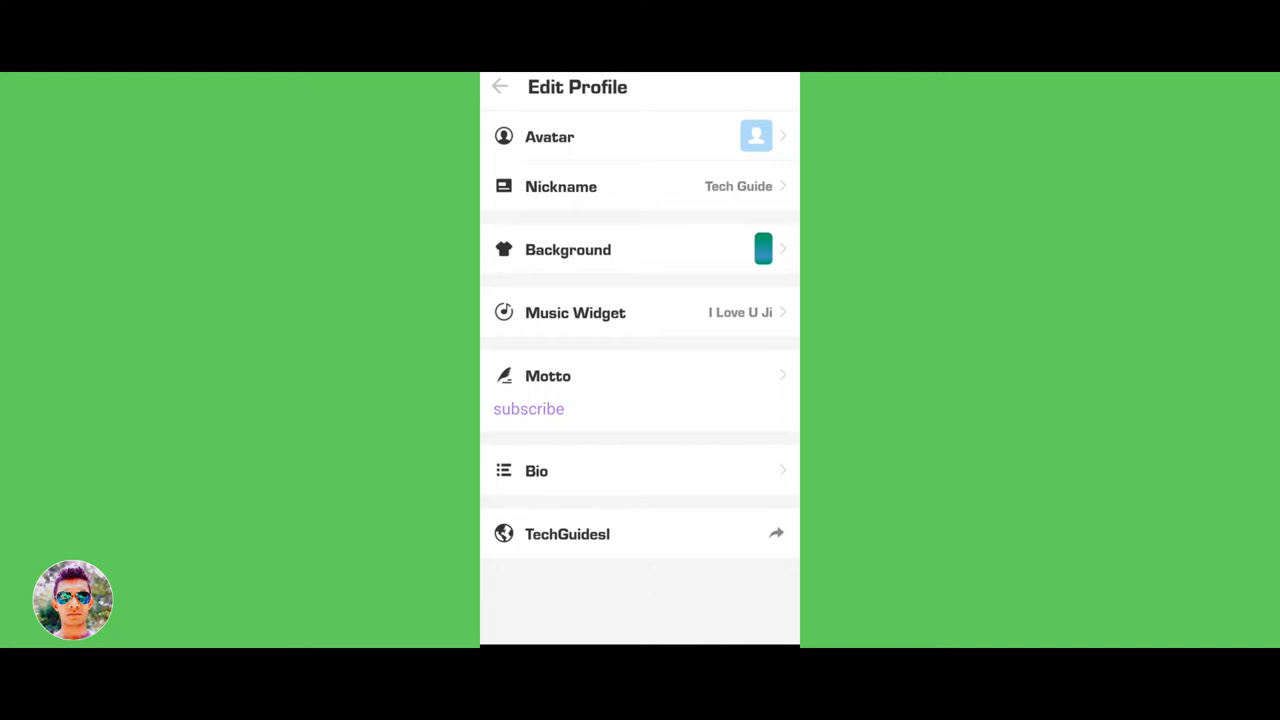 Edit Profile
Avatar
Nickname Tech Guide
Background
Music Widget I Love U Ji
Motto
subscribe
Bio
TechGuidesl